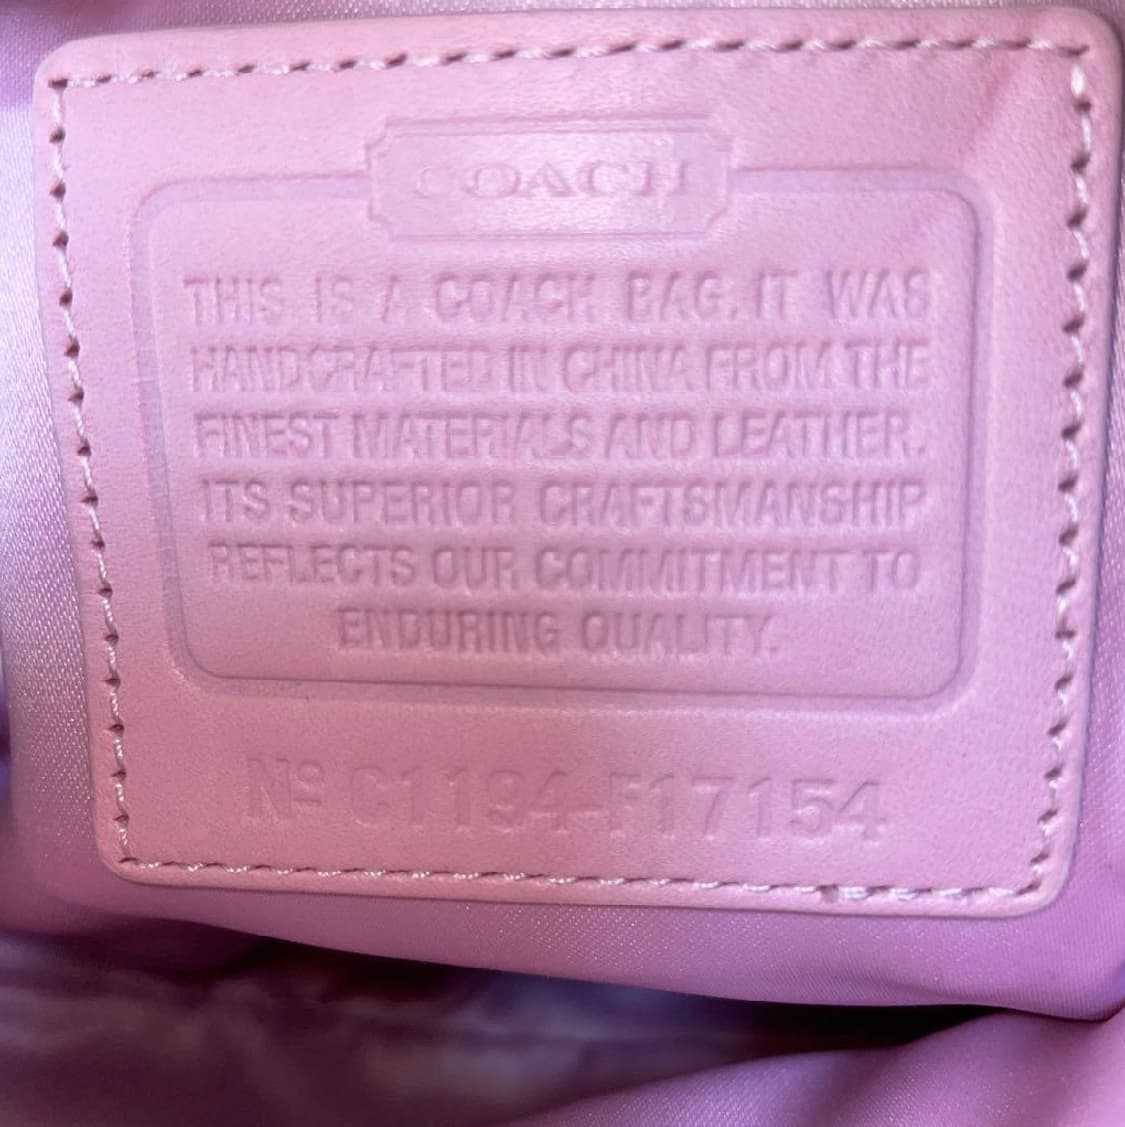 COACH
THIS IS A COACH BAG. IT WAS
HANDCRAFTED IN CHINA FROM THE
FINEST MATERIALS AND LEATHER.
ITS SUPERIOR CRAFTSMANSHIP
REFLECTS OUR COMMITMENT TO
ENDURING QUALITY.
Nº C1194-F17154